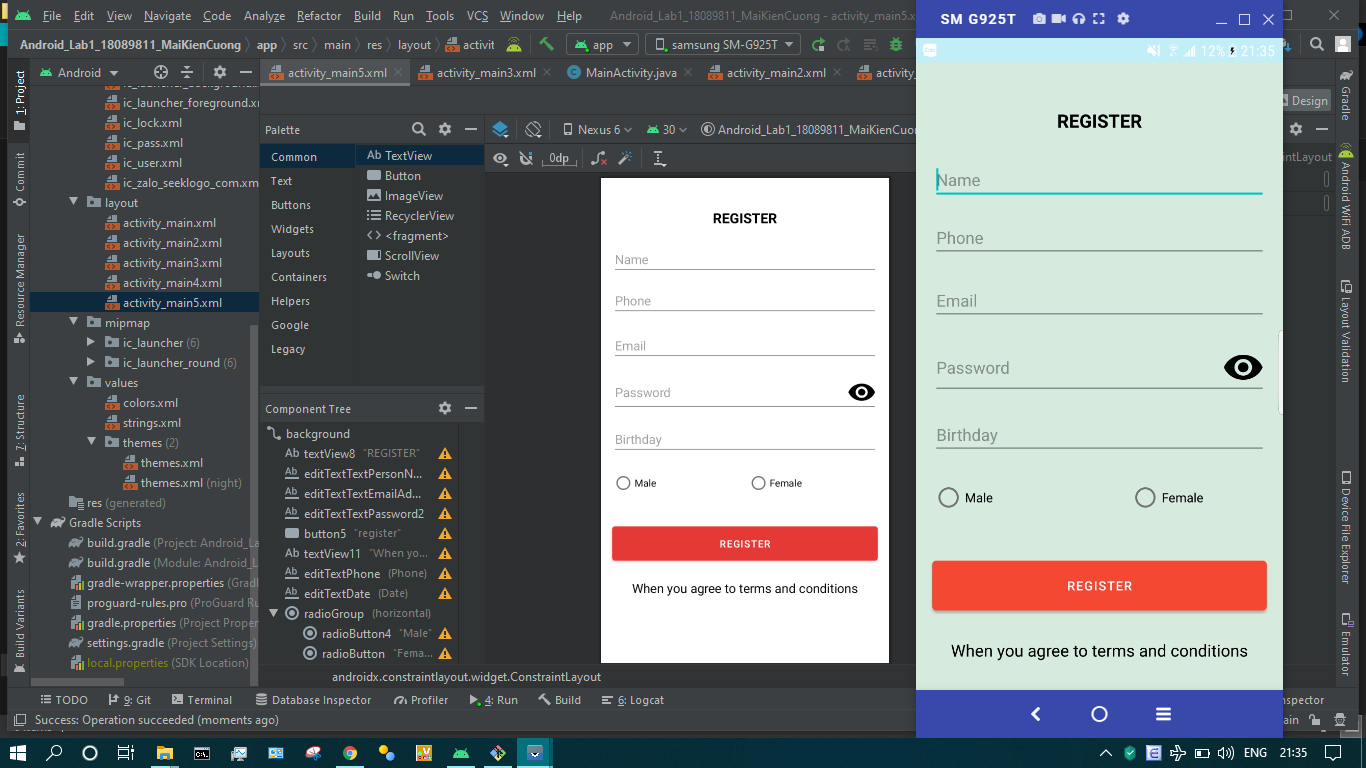 File Edit View Navigate Code Analyze Refactor Build Run Tools VCS Window Help Android_Lab1_18089811_MaiKienCuong - activity_main5.x
Android_Lab1_18089811_MaiKienCuong app src main res layout activit app samsung SM-G925T
Android
activity_main5.xml activity_main3.xml MainActivity.java activity_main2.xml
1: Project
Commit
Resource Manager
7: Structure
2: Favorites
Build Variants
ic_launcher_foreground.xm
ic_lock.xml
ic_pass.xml
ic_user.xml
ic_zalo_seeklogo_com.xm
layout
activity_main.xml
activity_main2.xml
activity_main3.xml
activity_main4.xml
activity_main5.xml
mipmap
ic_launcher (6)
ic_launcher_round (6)
values
colors.xml
strings.xml
themes (2)
themes.xml
themes.xml (night)
res (generated)
Gradle Scripts
build.gradle (Project: Android_La
build.gradle (Module: Android_L
gradle-wrapper.properties (Grad
proguard-rules.pro (ProGuard Ru
gradle.properties (Project Proper
settings.gradle (Project Settings)
local.properties (SDK Location)
Palette
Common
Text
Buttons
Widgets
Layouts
Containers
Helpers
Google
Legacy
Ab TextView
Button
ImageView
RecyclerView
<fragment>
ScrollView
Switch
Component Tree
background
Ab textView8 "REGISTER"
Ab editTextTextPersonN...
Ab editTextTextEmailAd...
Ab editTextTextPassword2
button5 "register"
Ab textView11 "When yo...
Ab editTextPhone (Phone)
Ab editTextDate (Date)
radioGroup (horizontal)
radioButton4 "Male"
radioButton "Fema...
Nexus 6 30 Android_Lab1_18089811_MaiKienCuon
0dp
REGISTER
Name
Phone
Email
Password
Birthday
Male Female
REGISTER
When you agree to terms and conditions
androidx.constraintlayout.widget.ConstraintLayout
SM G925T
12% 21:35
REGISTER
Name
Phone
Email
Password
Birthday
Male Female
REGISTER
When you agree to terms and conditions
Design
intLayout
Gradle
Android WiFi ADB
Layout Validation
Device File Explorer
Emulator
TODO 9: Git Terminal Database Inspector Profiler 4: Run Build 6: Logcat
Success: Operation succeeded (moments ago)
ENG 21:35